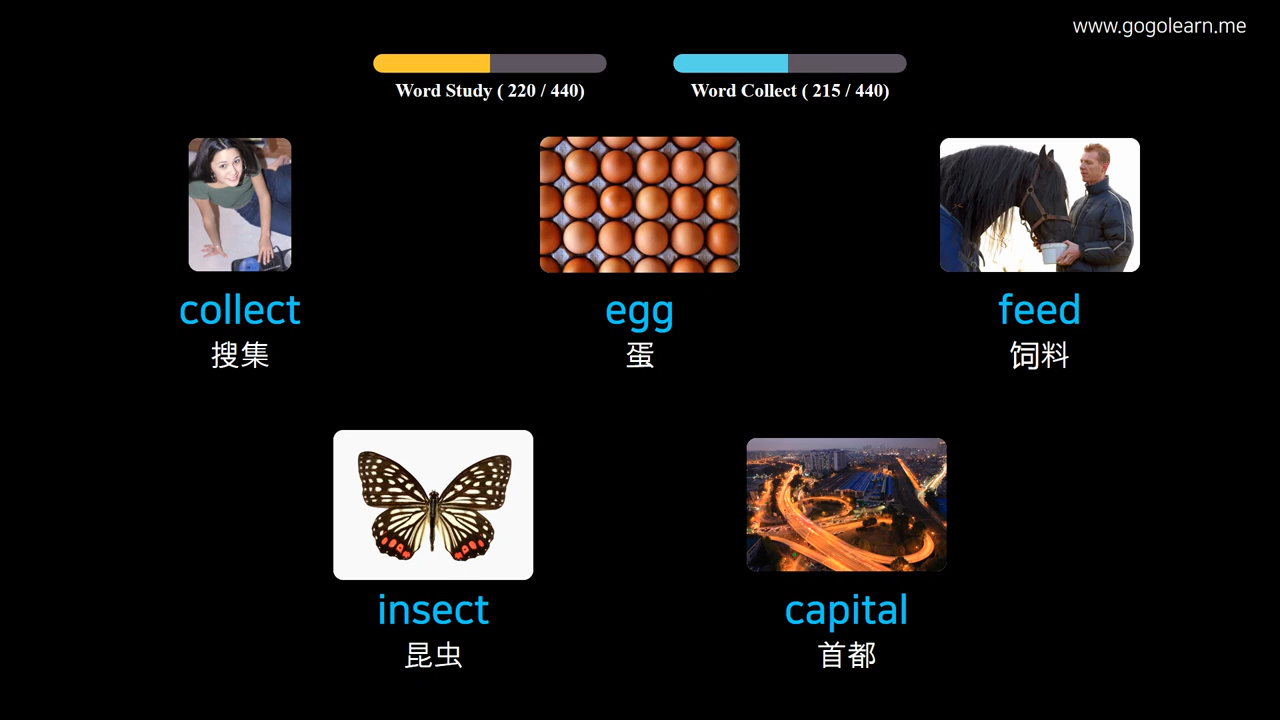 www.gogolearn.me
Word Study ( 220 / 440)
Word Collect ( 215 / 440)
collect
搜集
egg
蛋
feed
饲料
insect
昆虫
capital
首都